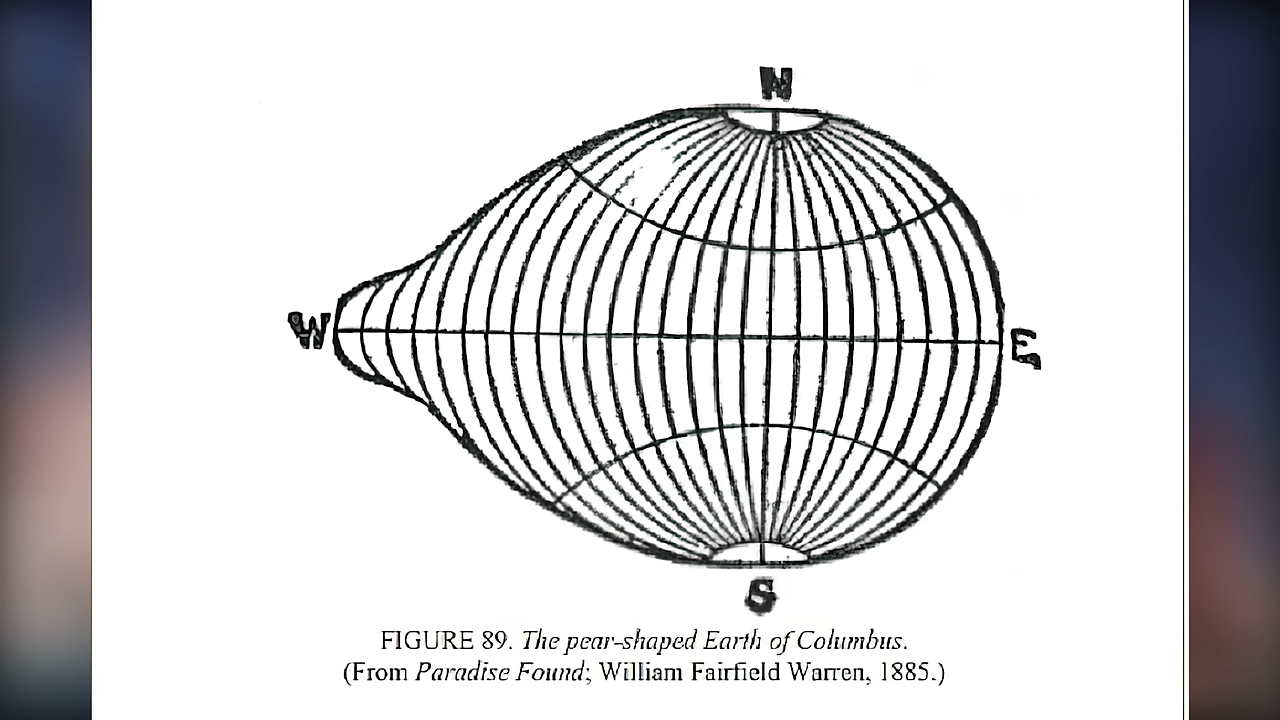 N
W
E
S
FIGURE 89. The pear-shaped Earth of Columbus.
(From Paradise Found; William Fairfield Warren, 1885.)